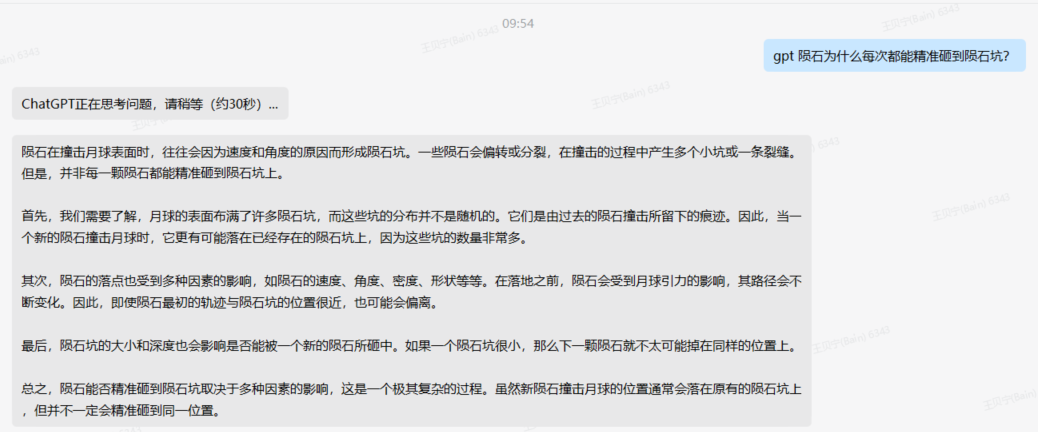 09:54
王贝宁(Bain) 6343
gpt 陨石为什么每次都能精准砸到陨石坑？
ChatGPT正在思考问题，请稍等（约30秒）...
陨石在撞击月球表面时，往往会因为速度和角度的原因而形成陨石坑。一些陨石会偏转或分裂，在撞击的过程中产生多个小坑或一条裂缝。
但是，并非每一颗陨石都能精准砸到陨石坑上。
首先，我们需要了解，月球的表面布满了许多陨石坑，而这些坑的分布并不是随机的。它们是由过去的陨石撞击所留下的痕迹。因此，当一
个新的陨石撞击月球时，它更有可能落在已经存在的陨石坑上，因为这些坑的数量非常多。
其次，陨石的落点也受到多种因素的影响，如陨石的速度、角度、密度、形状等等。在落地之前，陨石会受到月球引力的影响，其路径会不
断变化。因此，即使陨石最初的轨迹与陨石坑的位置很近，也可能会偏离。
最后，陨石坑的大小和深度也会影响是否能被一个新的陨石所砸中。如果一个陨石坑很小，那么下一颗陨石就不太可能掉在同样的位置上。
总之，陨石能否精准砸到陨石坑取决于多种因素的影响，这是一个极其复杂的过程。虽然新陨石撞击月球的位置通常会落在原有的陨石坑上
，但并不一定会精准砸到同一位置。